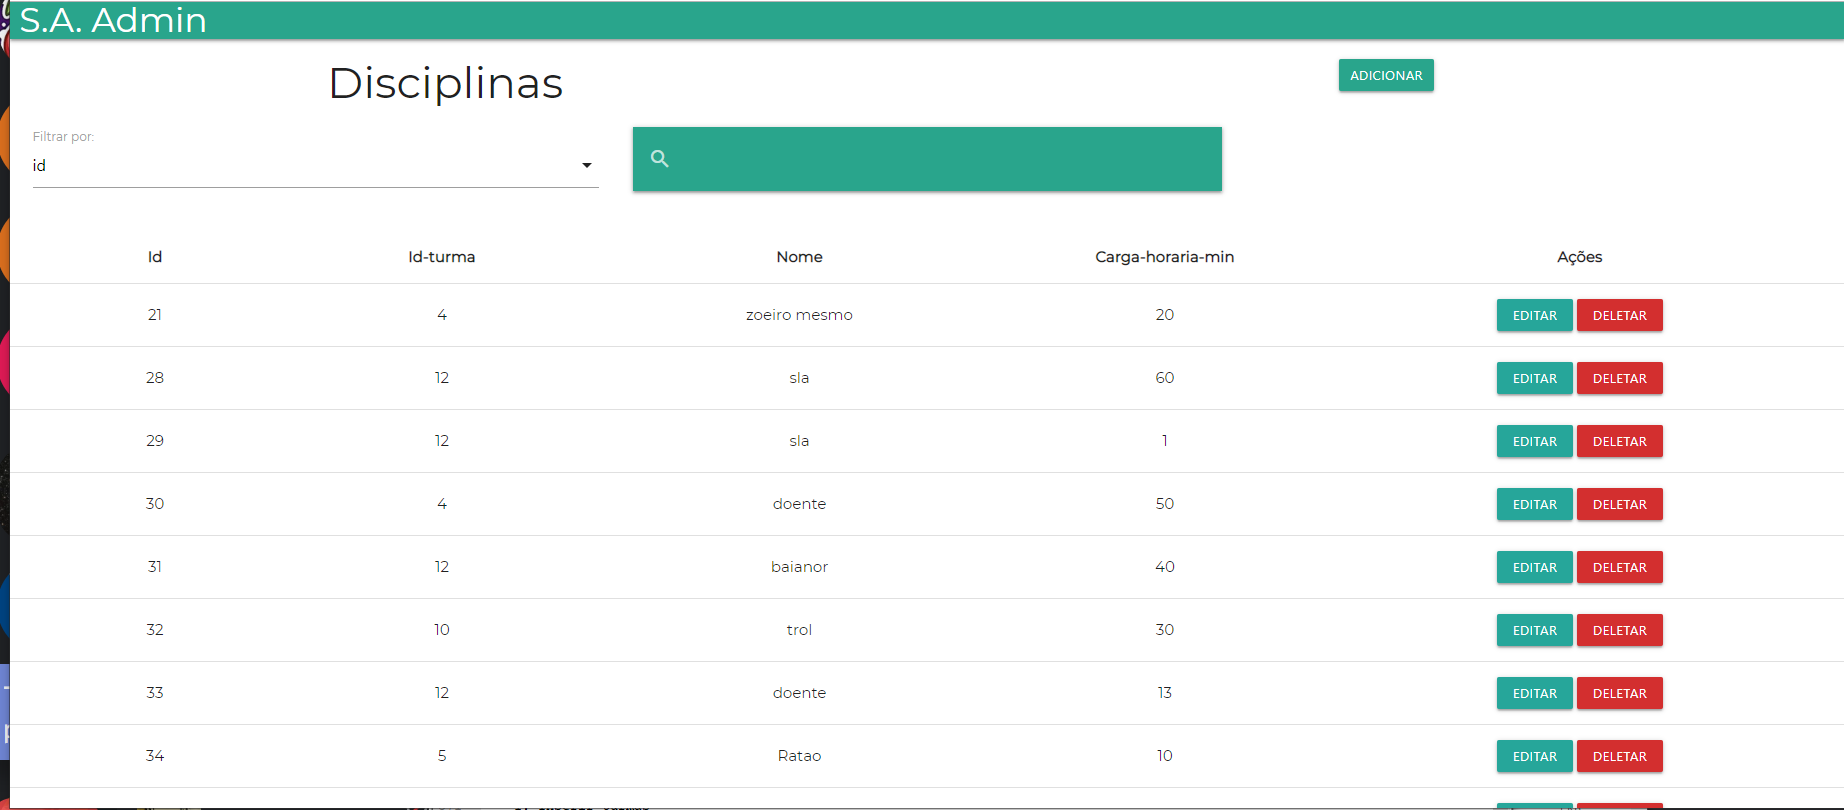 S.A. Admin
Disciplinas
ADICIONAR
Filtrar por:
id
Id Id-turma Nome Carga-horaria-min Ações
21 4 zoeiro mesmo 20 EDITAR DELETAR
28 12 sla 60 EDITAR DELETAR
29 12 sla 1 EDITAR DELETAR
30 4 doente 50 EDITAR DELETAR
31 12 baianor 40 EDITAR DELETAR
32 10 trol 30 EDITAR DELETAR
33 12 doente 13 EDITAR DELETAR
34 5 Ratao 10 EDITAR DELETAR